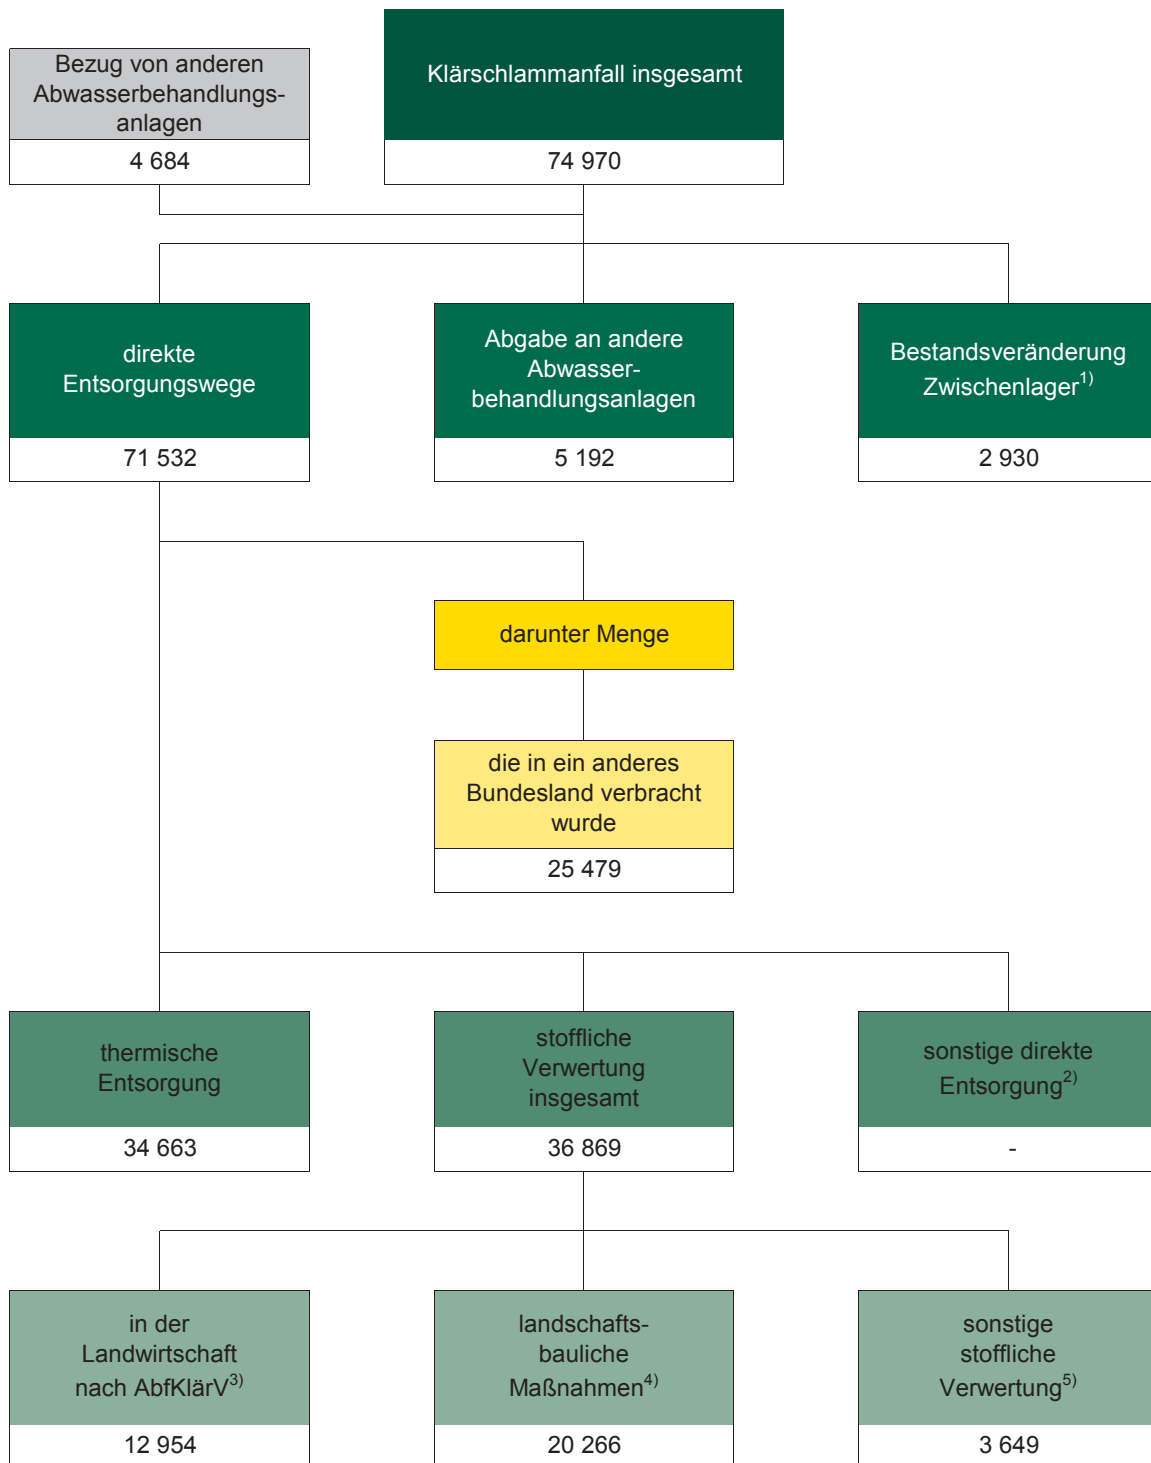 Bezug von anderen
Abwasserbehandlungs-
anlagen
4 684
Klärschlammanfall insgesamt
74 970
direkte
Entsorgungswege
71 532
Abgabe an andere
Abwasser-
behandlungsanlagen
5 192
Bestandsveränderung
Zwischenlager1)
2 930
darunter Menge
die in ein anderes
Bundesland verbracht
wurde
25 479
thermische
Entsorgung
34 663
stoffliche
Verwertung
insgesamt
36 869
sonstige direkte
Entsorgung2)
-
in der
Landwirtschaft
nach AbfKlärV3)
12 954
landschafts-
bauliche
Maßnahmen4)
20 266
sonstige
stoffliche
Verwertung5)
3 649